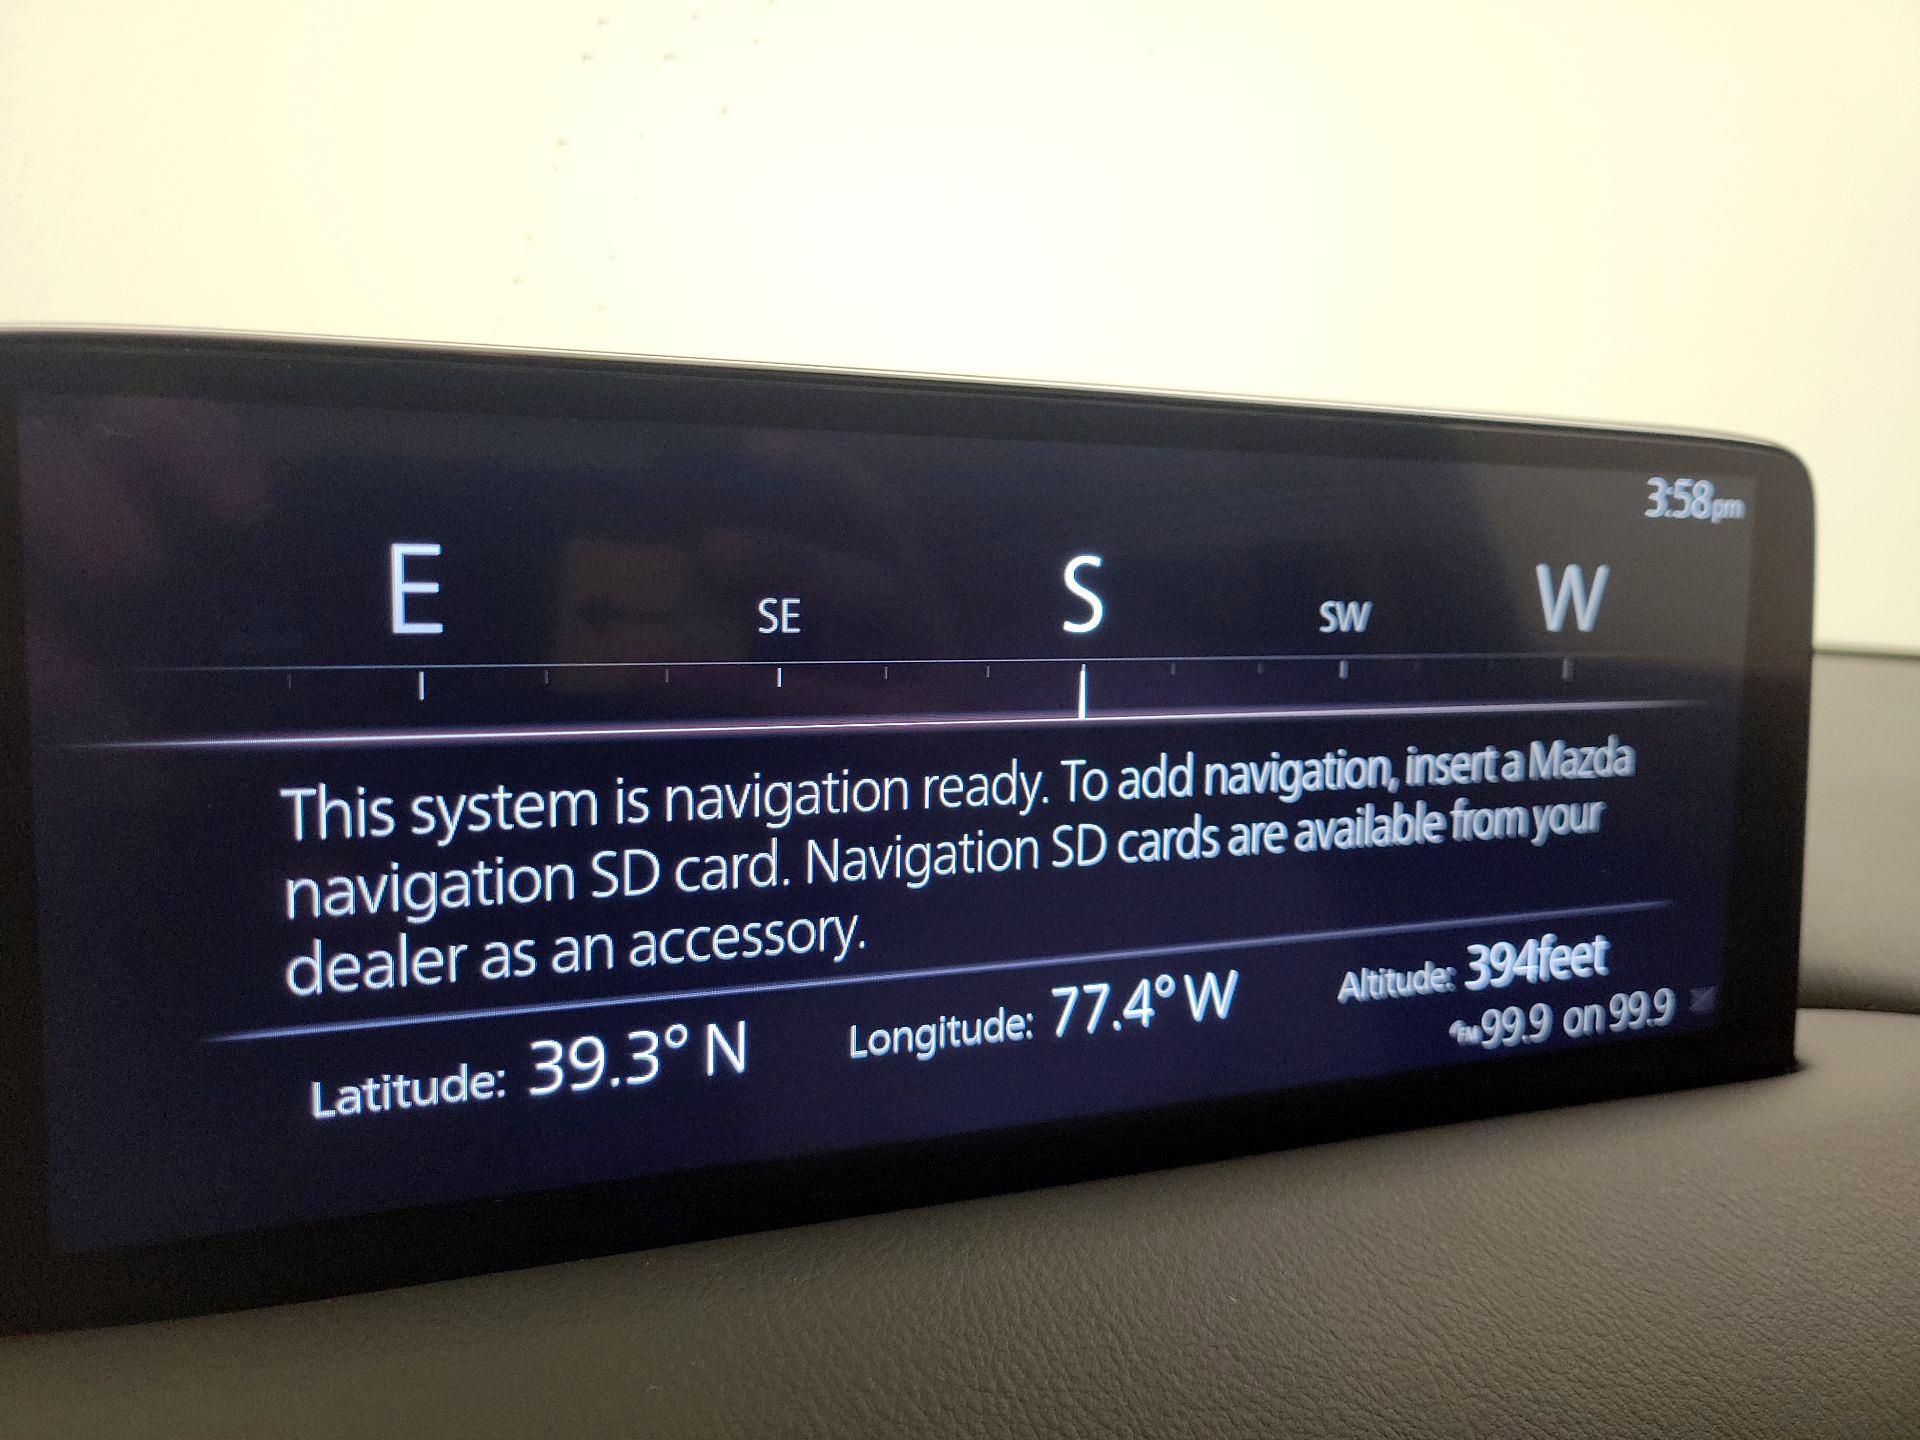 3:58pm
E SE S SW W
This system is navigation ready. To add navigation, insert a Mazda
navigation SD card. Navigation SD cards are available from your
dealer as an accessory.
Latitude: 39.3° N Longitude: 77.4° W Altitude: 394feet
FM 99.9 on 99.9